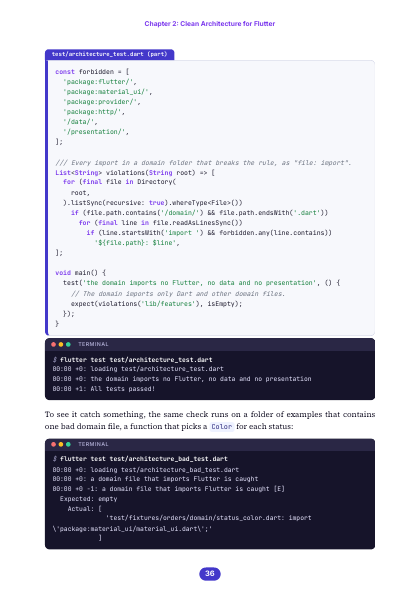 Chapter 2: Clean Architecture for Flutter
test/architecture_test.dart (part)
const forbidden = [
  'package:flutter/',
  'package:material_ui/',
  'package:provider/',
  'package:http/',
  '/data/',
  '/presentation/',
];

/// Every import in a domain folder that breaks the rule, as "file: import".
List<String> violations(String root) => [
  for (final file in Directory(
    root,
  ).listSync(recursive: true).whereType<File>())
    if (file.path.contains('/domain/') && file.path.endsWith('.dart'))
      for (final line in file.readAsLinesSync())
        if (line.startsWith('import ') && forbidden.any(line.contains))
          '${file.path}: $line',
];

void main() {
  test('the domain imports no Flutter, no data and no presentation', () {
    // The domain imports only Dart and other domain files.
    expect(violations('lib/features'), isEmpty);
  });
}
TERMINAL
$ flutter test test/architecture_test.dart
00:00 +0: loading test/architecture_test.dart
00:00 +0: the domain imports no Flutter, no data and no presentation
00:00 +1: All tests passed!
To see it catch something, the same check runs on a folder of examples that contains
one bad domain file, a function that picks a Color for each status:
TERMINAL
$ flutter test test/architecture_bad_test.dart
00:00 +0: loading test/architecture_bad_test.dart
00:00 +0: a domain file that imports Flutter is caught
00:00 +0 -1: a domain file that imports Flutter is caught [E]
  Expected: empty
    Actual: [
              'test/fixtures/orders/domain/status_color.dart: import
\'package:material_ui/material_ui.dart\';'
            ]
36